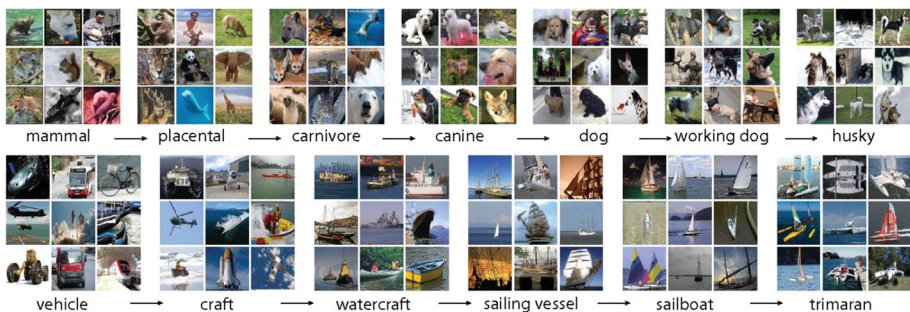 mammal → placental → carnivore → canine → dog → working dog → husky
vehicle → craft → watercraft → sailing vessel → sailboat → trimaran